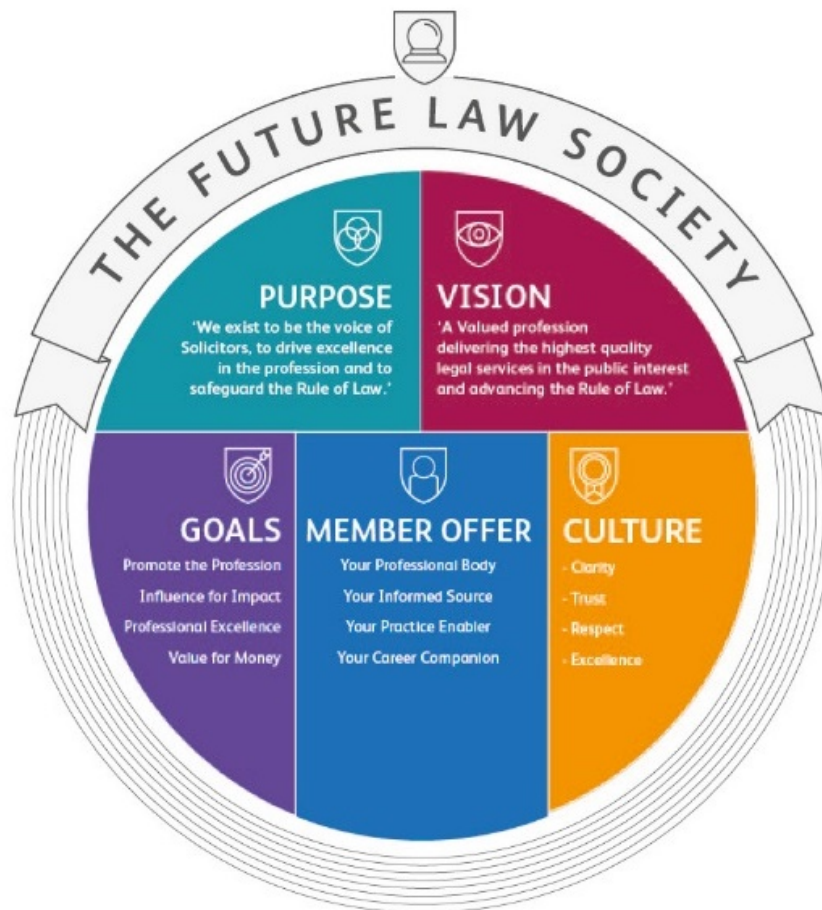 THE FUTURE LAW SOCIETY
PURPOSE
'We exist to be the voice of
Solicitors, to drive excellence
in the profession and to
safeguard the Rule of Law.'
VISION
'A Valued profession
delivering the highest quality
legal services in the public interest
and advancing the Rule of Law.'
GOALS
Promote the Profession
Influence for Impact
Professional Excellence
Value for Money
MEMBER OFFER
Your Professional Body
Your Informed Source
Your Practice Enabler
Your Career Companion
CULTURE
- Clarity
- Trust
- Respect
- Excellence